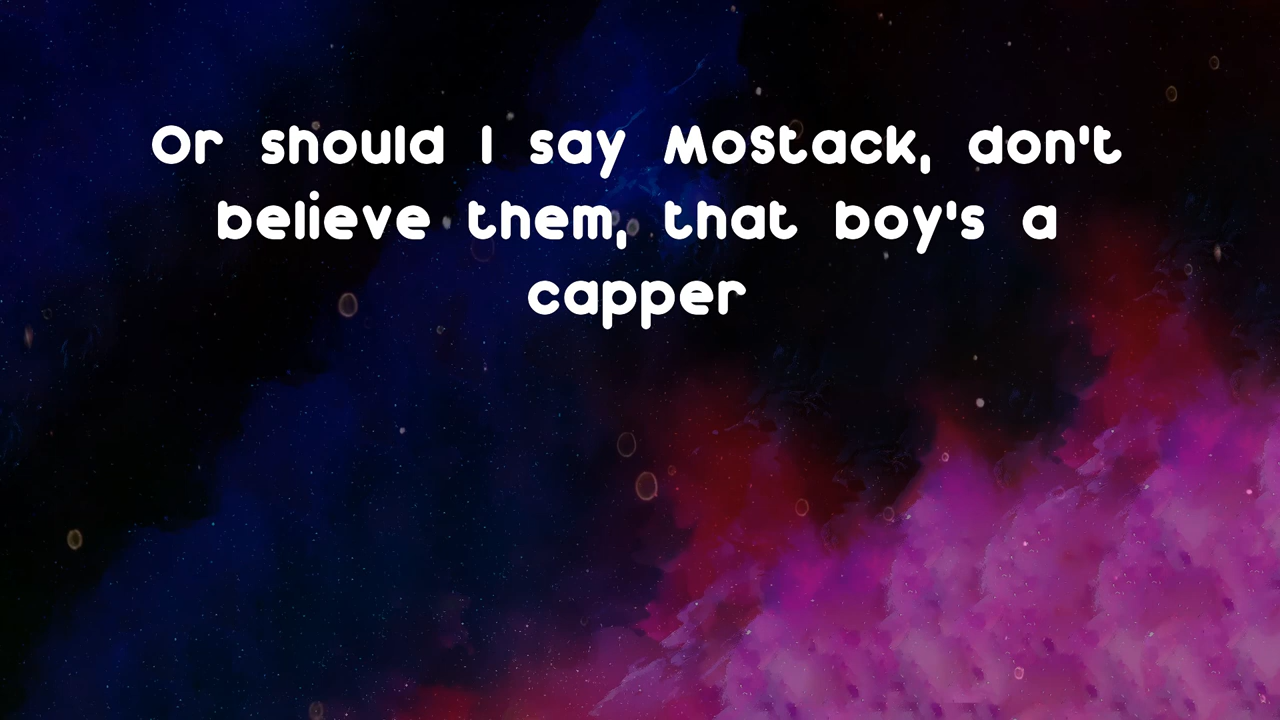 Or should I say MoStack, don't
believe them, that boy's a
capper